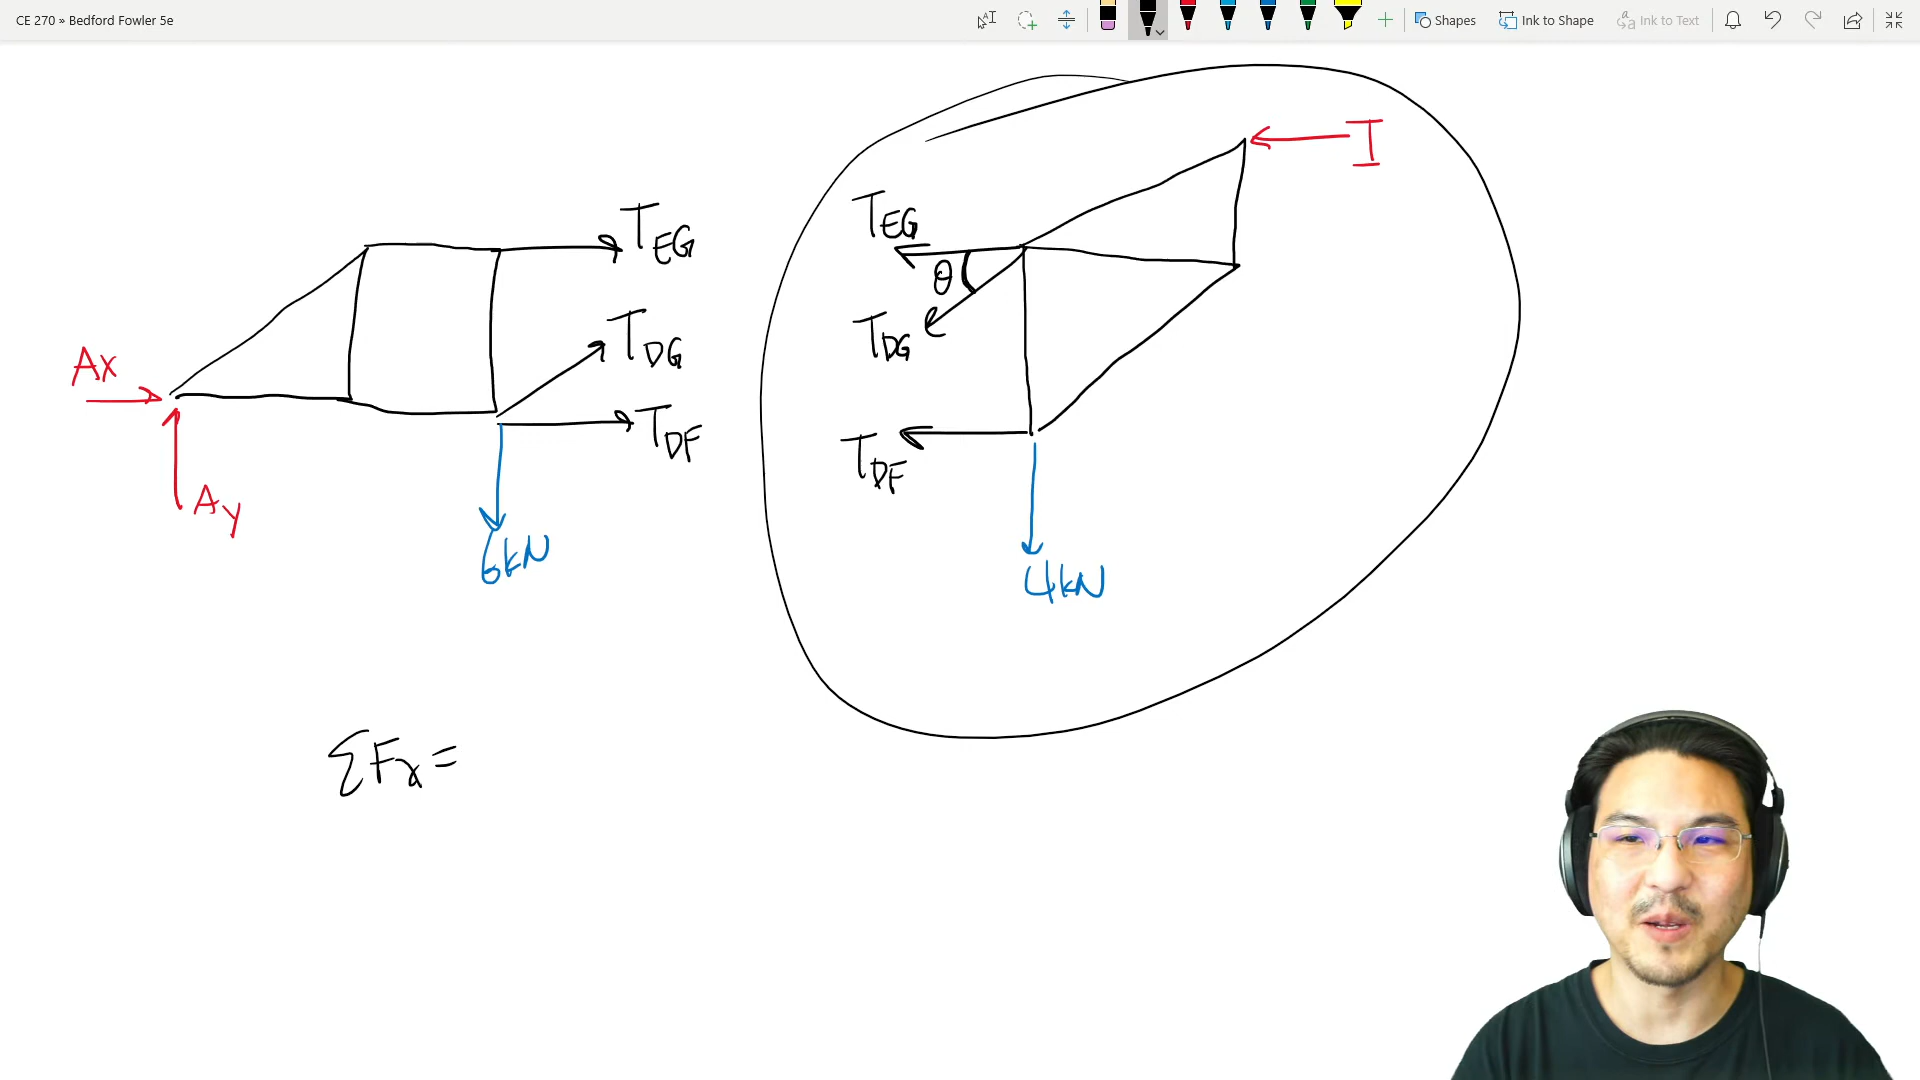 CE 270 » Bedford Fowler 5e
Shapes
Ink to Shape
Ink to Text
I
T_EG
T_EG
θ
T_DG
T_DG
Ax
T_DF
T_DF
Ay
6kN
4kN
ΣFx=